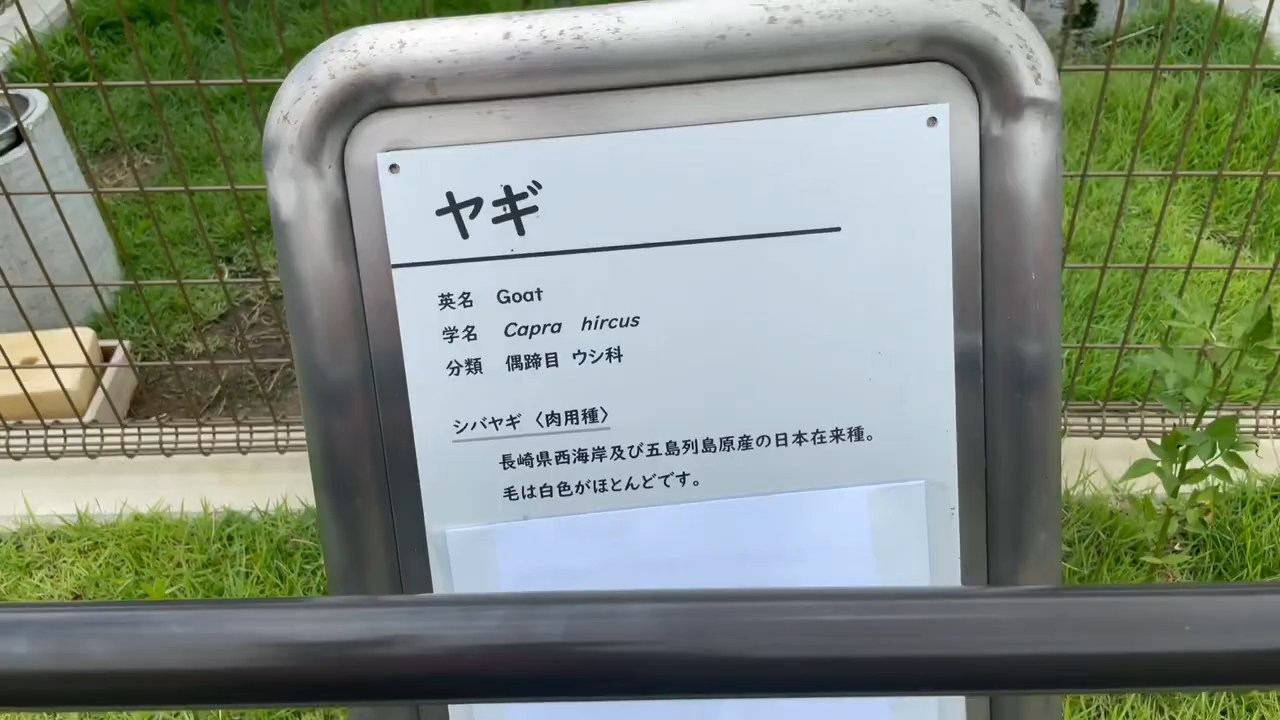 ヤギ
英名 Goat
学名 Capra hircus
分類 偶蹄目 ウシ科
シバヤギ〈肉用種〉
長崎県西海岸及び五島列島原産の日本在来種。
毛は白色がほとんどです。